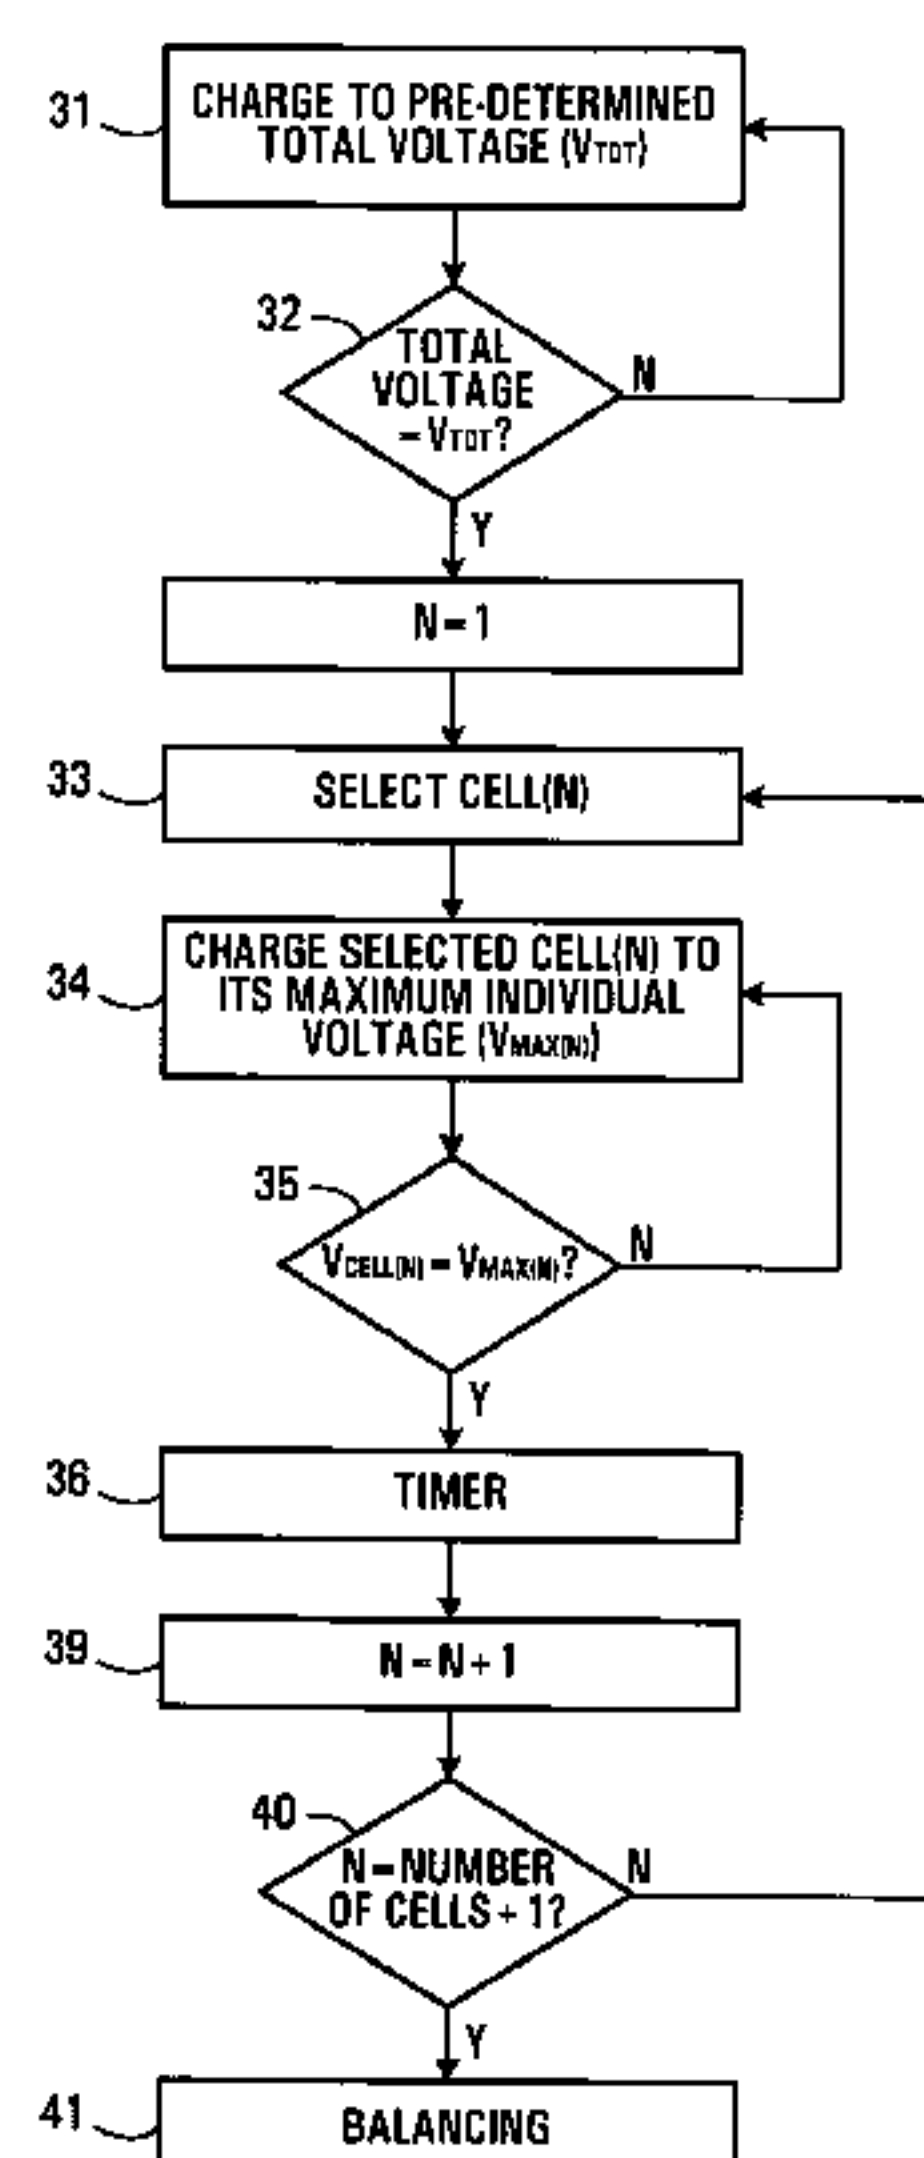 31
CHARGE TO PRE-DETERMINED
TOTAL VOLTAGE (VTOT)
32
TOTAL
VOLTAGE
= VTOT?
N
Y
N = 1
33
SELECT CELL(N)
34
CHARGE SELECTED CELL(N) TO
ITS MAXIMUM INDIVIDUAL
VOLTAGE (VMAX(N))
35
VCELL(N) = VMAX(N)?
N
Y
36
TIMER
39
N = N + 1
40
N = NUMBER
OF CELLS + 1?
N
Y
41
BALANCING